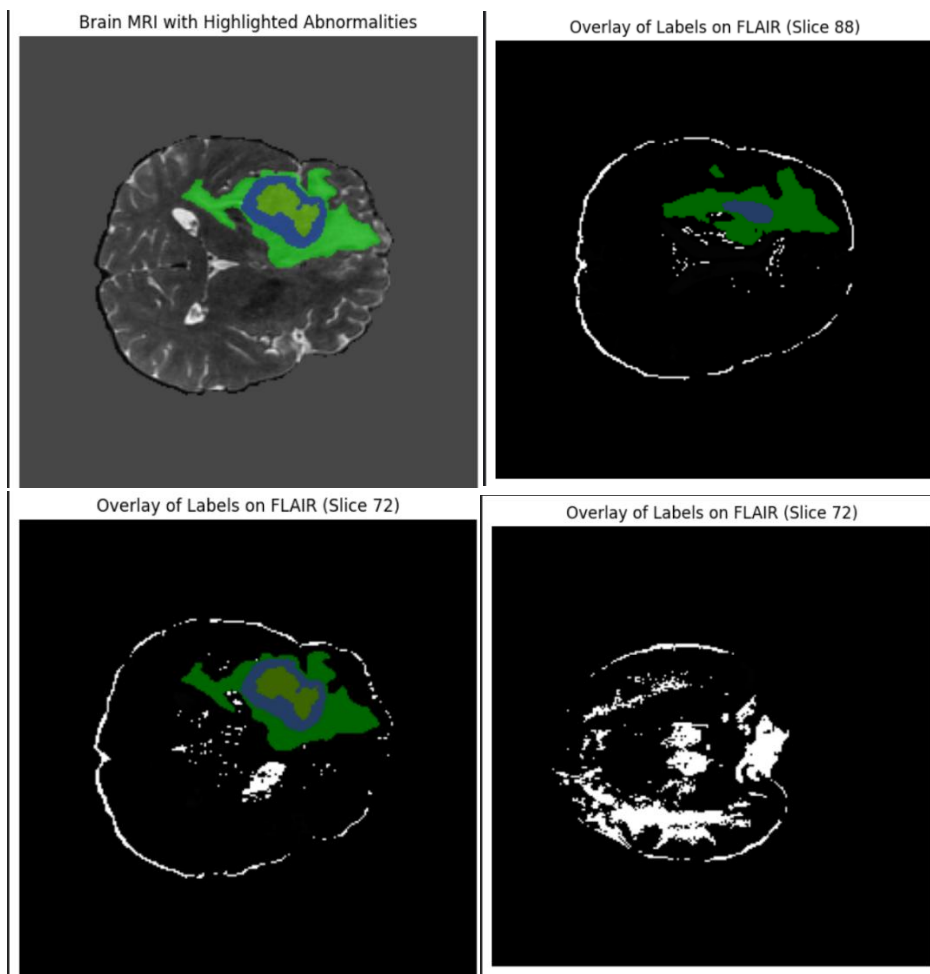 Brain MRI with Highlighted Abnormalities
Overlay of Labels on FLAIR (Slice 88)
Overlay of Labels on FLAIR (Slice 72)
Overlay of Labels on FLAIR (Slice 72)